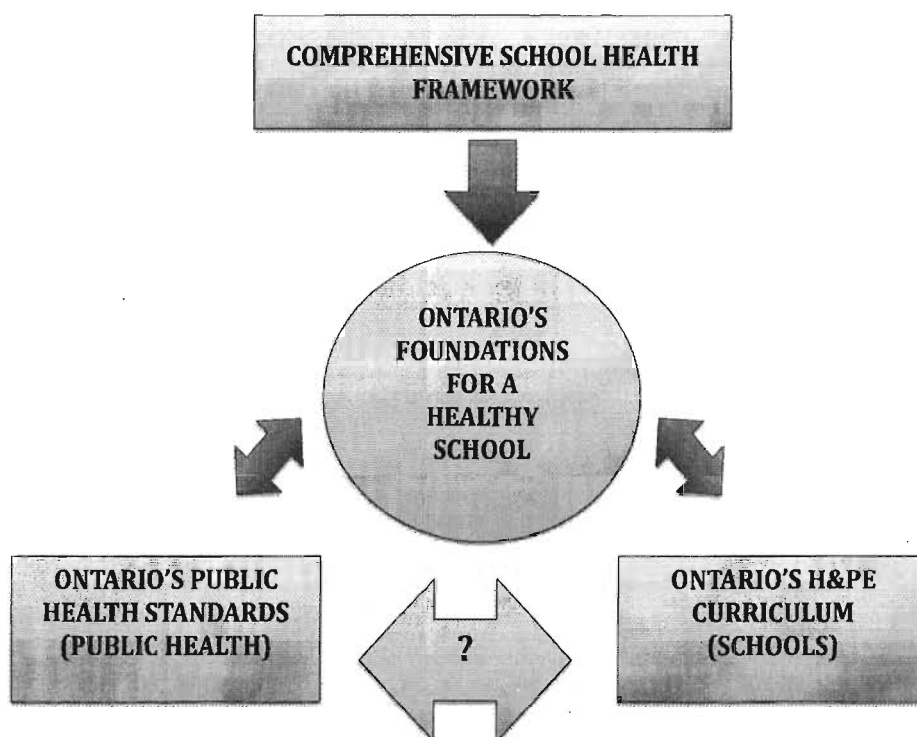 COMPREHENSIVE SCHOOL HEALTH
FRAMEWORK
ONTARIO'S
FOUNDATIONS
FOR A
HEALTHY
SCHOOL
ONTARIO'S PUBLIC
HEALTH STANDARDS
(PUBLIC HEALTH)
?
ONTARIO'S H&PE
CURRICULUM
(SCHOOLS)